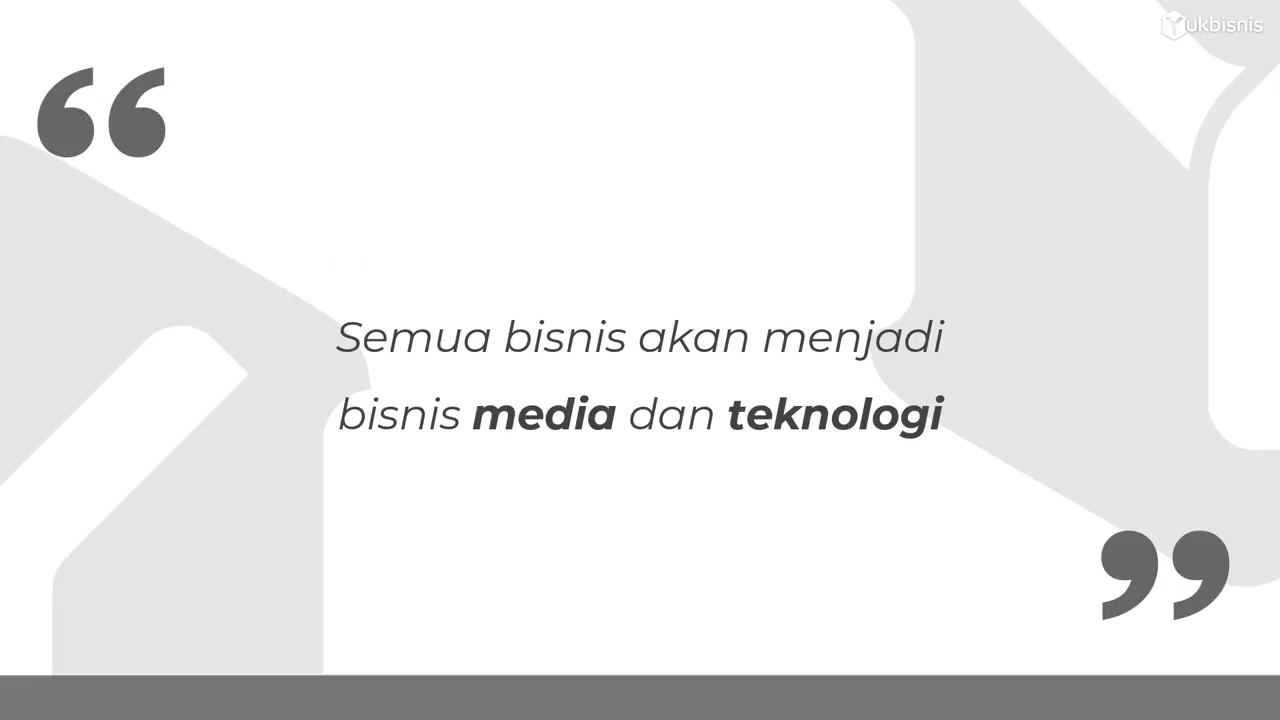 Yukbisnis
“
Semua bisnis akan menjadi
bisnis media dan teknologi
”